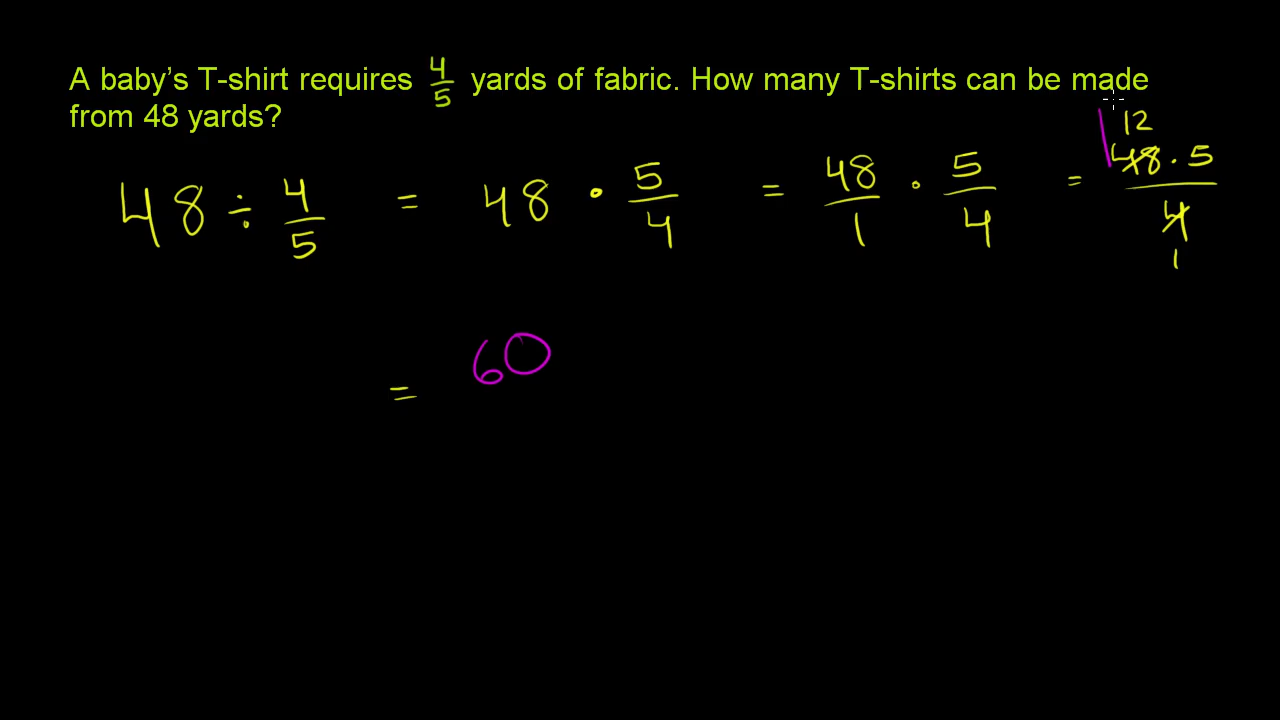 A baby's T-shirt requires 4/5 yards of fabric. How many T-shirts can be made
from 48 yards?
12
48 ÷ 4/5 = 48 · 5/4 = 48/1 · 5/4 = 48 · 5/4
1
= 60